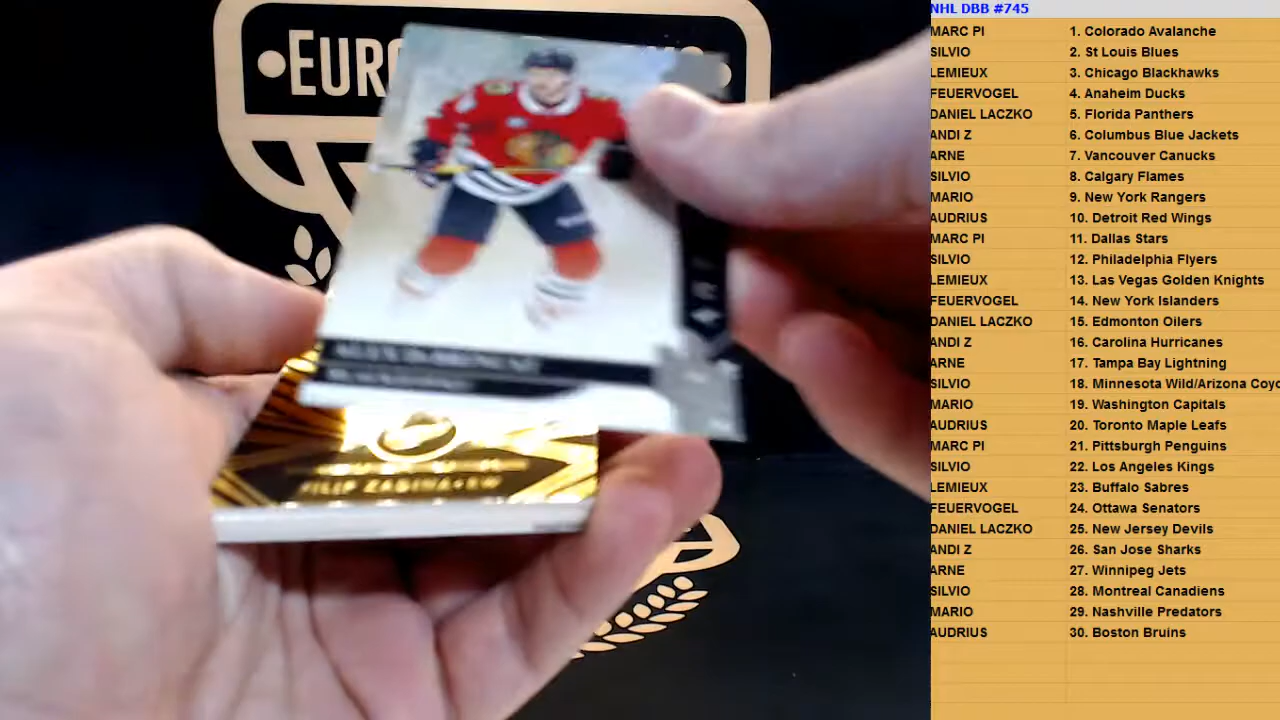 NHL DBB #745
MARC PI 1. Colorado Avalanche
SILVIO 2. St Louis Blues
LEMIEUX 3. Chicago Blackhawks
FEUERVOGEL 4. Anaheim Ducks
DANIEL LACZKO 5. Florida Panthers
ANDI Z 6. Columbus Blue Jackets
ARNE 7. Vancouver Canucks
SILVIO 8. Calgary Flames
MARIO 9. New York Rangers
AUDRIUS 10. Detroit Red Wings
MARC PI 11. Dallas Stars
SILVIO 12. Philadelphia Flyers
LEMIEUX 13. Las Vegas Golden Knights
FEUERVOGEL 14. New York Islanders
DANIEL LACZKO 15. Edmonton Oilers
ANDI Z 16. Carolina Hurricanes
ARNE 17. Tampa Bay Lightning
SILVIO 18. Minnesota Wild/Arizona Coyo
MARIO 19. Washington Capitals
AUDRIUS 20. Toronto Maple Leafs
MARC PI 21. Pittsburgh Penguins
SILVIO 22. Los Angeles Kings
LEMIEUX 23. Buffalo Sabres
FEUERVOGEL 24. Ottawa Senators
DANIEL LACZKO 25. New Jersey Devils
ANDI Z 26. San Jose Sharks
ARNE 27. Winnipeg Jets
SILVIO 28. Montreal Canadiens
MARIO 29. Nashville Predators
AUDRIUS 30. Boston Bruins
EUR
FILIP